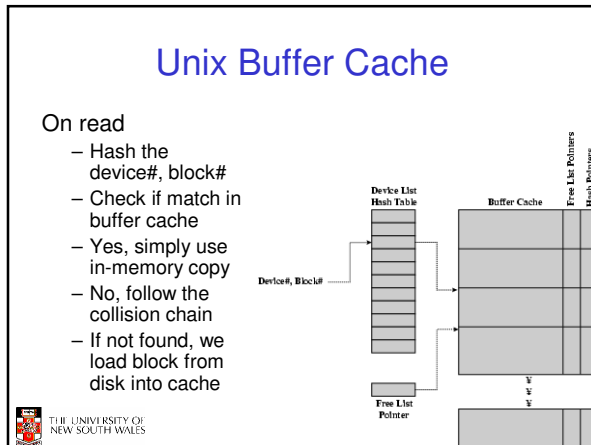 Unix Buffer Cache
On read
– Hash the
device#, block#
– Check if match in
buffer cache
– Yes, simply use
in-memory copy
– No, follow the
collision chain
– If not found, we
load block from
disk into cache
Device#, Block#
Device List
Hash Table
Free List
Pointer
Buffer Cache
Free List Pointers
Hash Pointers
¥
¥
¥
THE UNIVERSITY OF
NEW SOUTH WALES